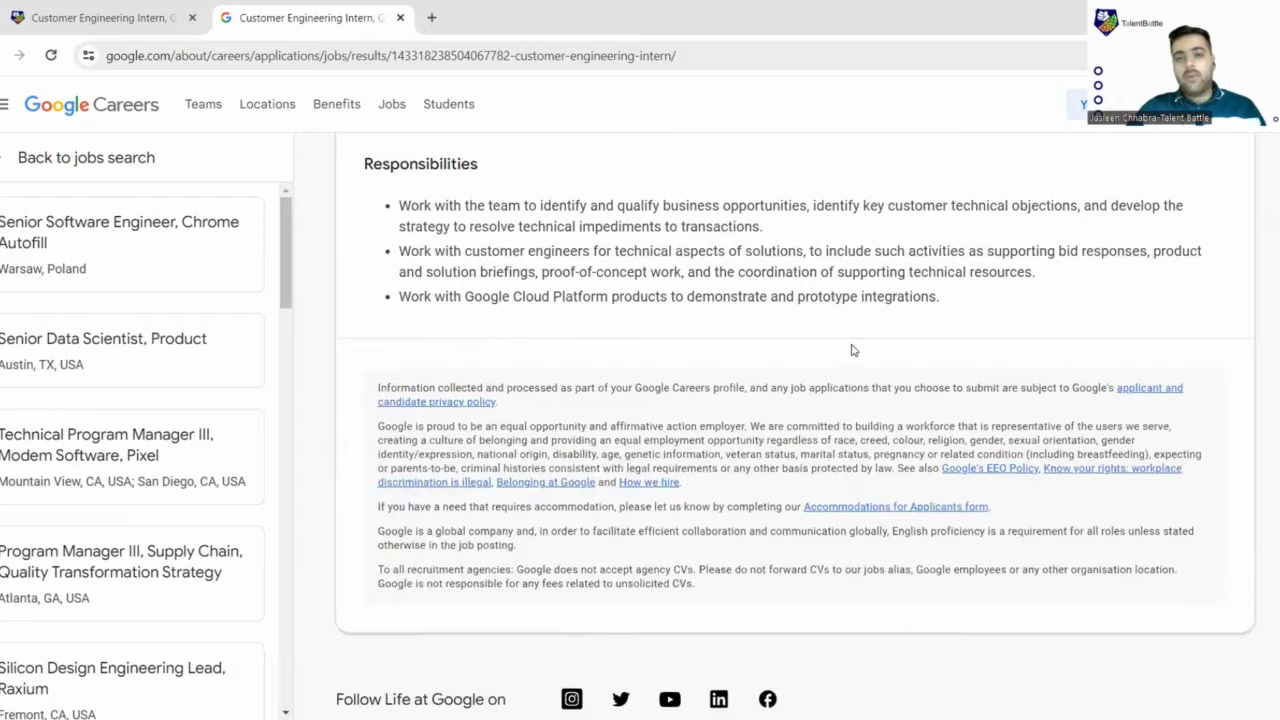 Customer Engineering Intern, G
Customer Engineering Intern, G
google.com/about/careers/applications/jobs/results/143318238504067782-customer-engineering-intern/
TalentBattle
Jasleen Chhabra-Talent Battle
Google Careers
Teams
Locations
Benefits
Jobs
Students
Y
Back to jobs search
Senior Software Engineer, Chrome
Autofill
Warsaw, Poland
Senior Data Scientist, Product
Austin, TX, USA
Technical Program Manager III,
Modem Software, Pixel
Mountain View, CA, USA; San Diego, CA, USA
Program Manager III, Supply Chain,
Quality Transformation Strategy
Atlanta, GA, USA
Silicon Design Engineering Lead,
Raxium
Fremont, CA, USA
Responsibilities
• Work with the team to identify and qualify business opportunities, identify key customer technical objections, and develop the
strategy to resolve technical impediments to transactions.
• Work with customer engineers for technical aspects of solutions, to include such activities as supporting bid responses, product
and solution briefings, proof-of-concept work, and the coordination of supporting technical resources.
• Work with Google Cloud Platform products to demonstrate and prototype integrations.
Information collected and processed as part of your Google Careers profile, and any job applications that you choose to submit are subject to Google's applicant and
candidate privacy policy.
Google is proud to be an equal opportunity and affirmative action employer. We are committed to building a workforce that is representative of the users we serve,
creating a culture of belonging and providing an equal employment opportunity regardless of race, creed, colour, religion, gender, sexual orientation, gender
identity/expression, national origin, disability, age, genetic information, veteran status, marital status, pregnancy or related condition (including breastfeeding), expecting
or parents-to-be, criminal histories consistent with legal requirements or any other basis protected by law. See also Google's EEO Policy, Know your rights: workplace
discrimination is illegal, Belonging at Google and How we hire.
If you have a need that requires accommodation, please let us know by completing our Accommodations for Applicants form.
Google is a global company and, in order to facilitate efficient collaboration and communication globally, English proficiency is a requirement for all roles unless stated
otherwise in the job posting.
To all recruitment agencies: Google does not accept agency CVs. Please do not forward CVs to our jobs alias, Google employees or any other organisation location.
Google is not responsible for any fees related to unsolicited CVs.
Follow Life at Google on